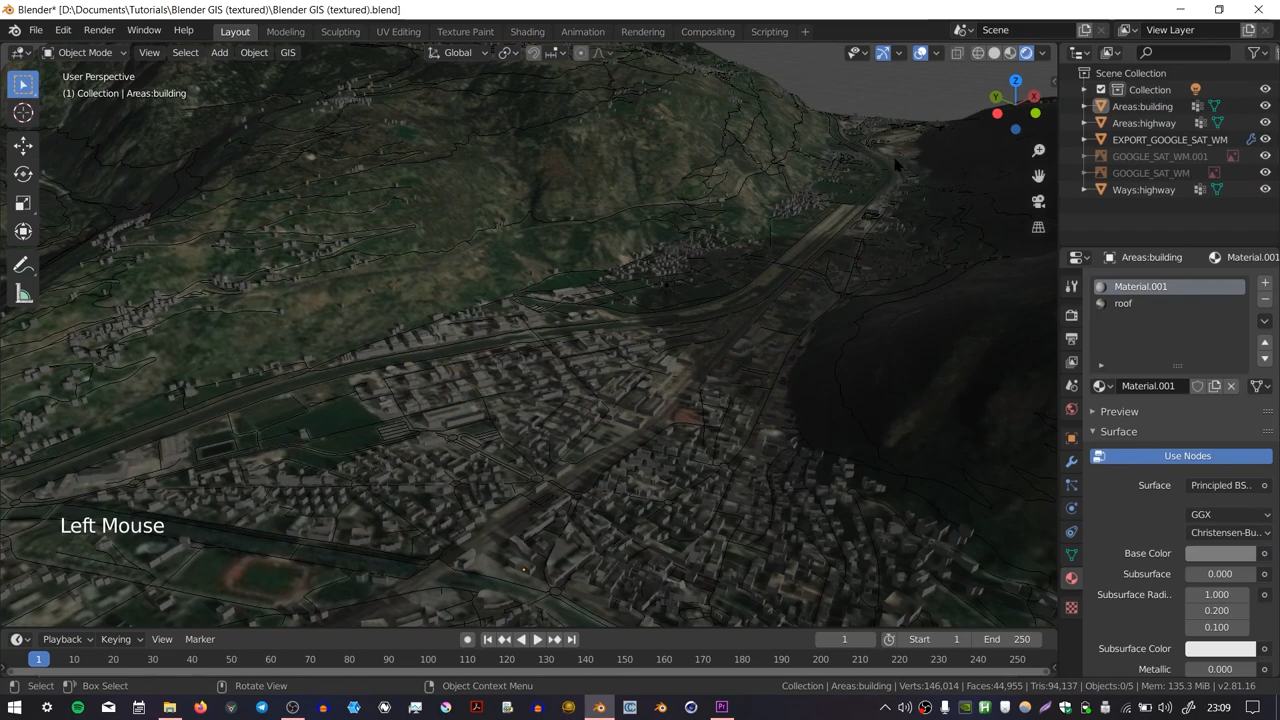 Blender* [D:\Documents\Tutorials\Blender GIS (textured)\Blender GIS (textured).blend]
File Edit Render Window Help Layout Modeling Sculpting UV Editing Texture Paint Shading Animation Rendering Compositing Scripting + Scene View Layer
Object Mode View Select Add Object GIS Global
User Perspective
(1) Collection | Areas:building
Z
Y
X
Left Mouse
Scene Collection
Collection
Areas:building
Areas:highway
EXPORT_GOOGLE_SAT_WM
GOOGLE_SAT_WM.001
GOOGLE_SAT_WM
Ways:highway
Areas:building Material.001
Material.001
roof
Material.001
Preview
Surface
Use Nodes
Surface Principled BS..
GGX
Christensen-Bu..
Base Color
Subsurface 0.000
Subsurface Radi.. 1.000
0.200
0.100
Subsurface Color
Metallic 0.000
Playback Keying View Marker 1 Start 1 End 250
1 10 20 30 40 50 60 70 80 90 100 110 120 130 140 150 160 170 180 190 200 210 220 230 240 250
Select Box Select Rotate View Object Context Menu Collection | Areas:building | Verts:146,014 | Faces:44,955 | Tris:94,137 | Objects:0/5 | Mem: 135.3 MiB | v2.81.16
23:09